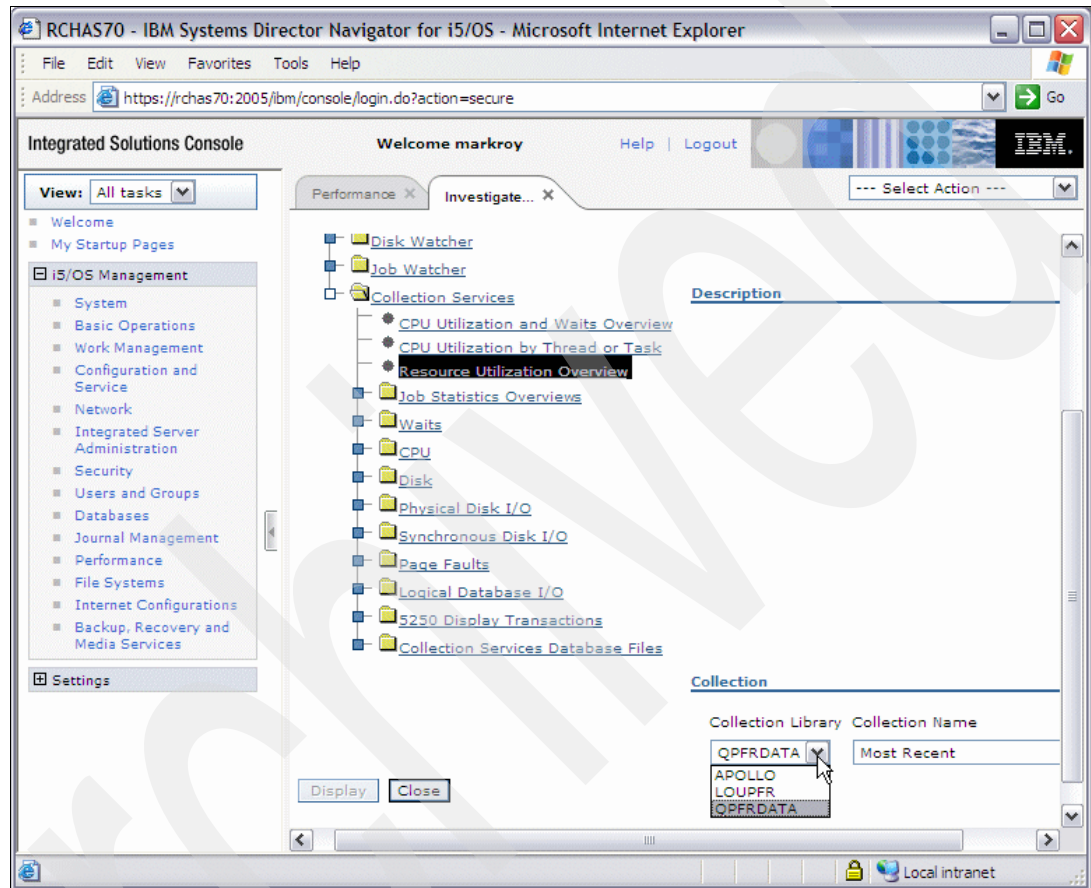 RCHAS70 - IBM Systems Director Navigator for i5/OS - Microsoft Internet Explorer
File Edit View Favorites Tools Help
Address https://rchas70:2005/ibm/console/login.do?action=secure Go
Integrated Solutions Console Welcome markroy Help | Logout IBM.
View: All tasks
Performance Investigate... --- Select Action ---
Welcome
My Startup Pages
i5/OS Management
System
Basic Operations
Work Management
Configuration and
Service
Network
Integrated Server
Administration
Security
Users and Groups
Databases
Journal Management
Performance
File Systems
Internet Configurations
Backup, Recovery and
Media Services
Settings
Disk Watcher
Job Watcher
Collection Services
CPU Utilization and Waits Overview
CPU Utilization by Thread or Task
Resource Utilization Overview
Job Statistics Overviews
Waits
CPU
Disk
Physical Disk I/O
Synchronous Disk I/O
Page Faults
Logical Database I/O
5250 Display Transactions
Collection Services Database Files
Description
Collection
Collection Library Collection Name
QPFRDATA Most Recent
APOLLO
LOUPFR
QPFRDATA
Display Close
Local intranet
rchived